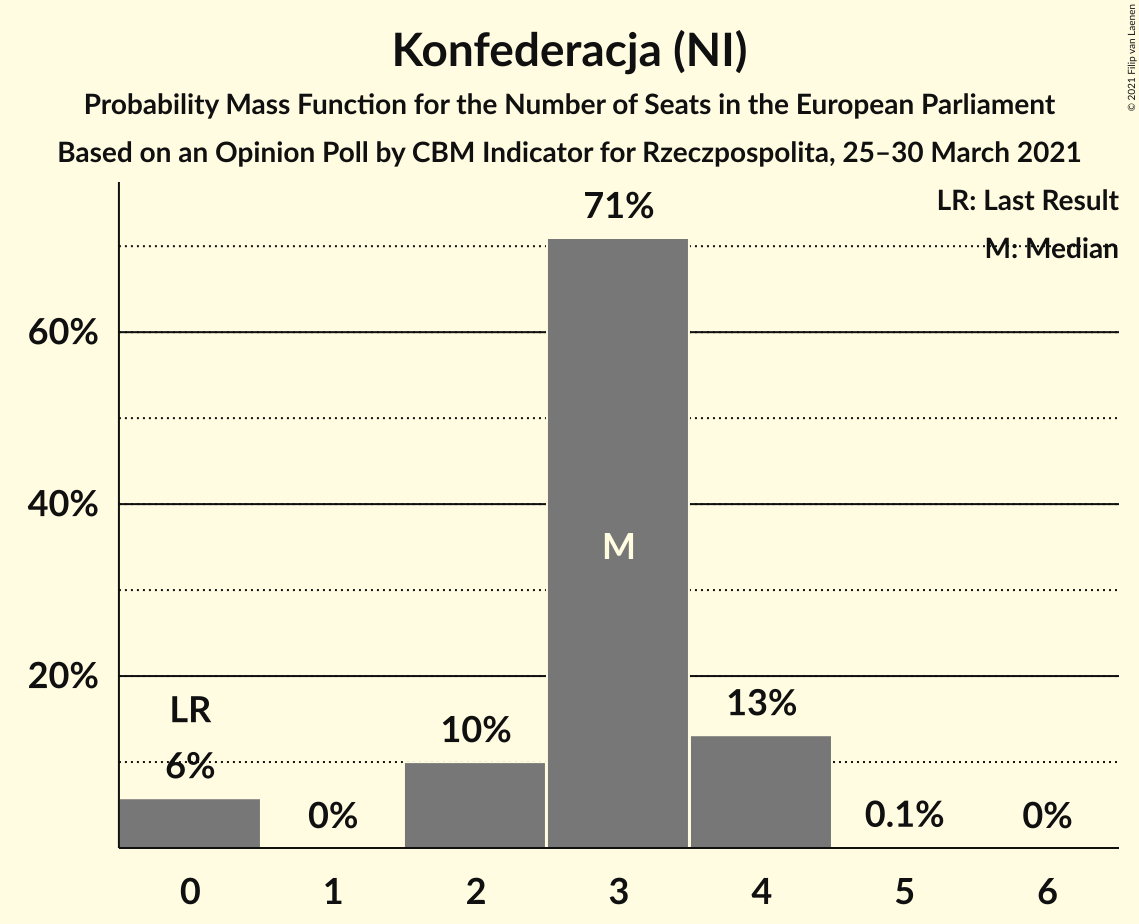 Konfederacja (NI)
Probability Mass Function for the Number of Seats in the European Parliament
Based on an Opinion Poll by CBM Indicator for Rzeczpospolita, 25–30 March 2021
© 2021 Filip van Laenen
LR: Last Result
M: Median
71%
60%
40%
20%
M
LR
6%
0%
10%
13%
0.1%
0%
0 1 2 3 4 5 6